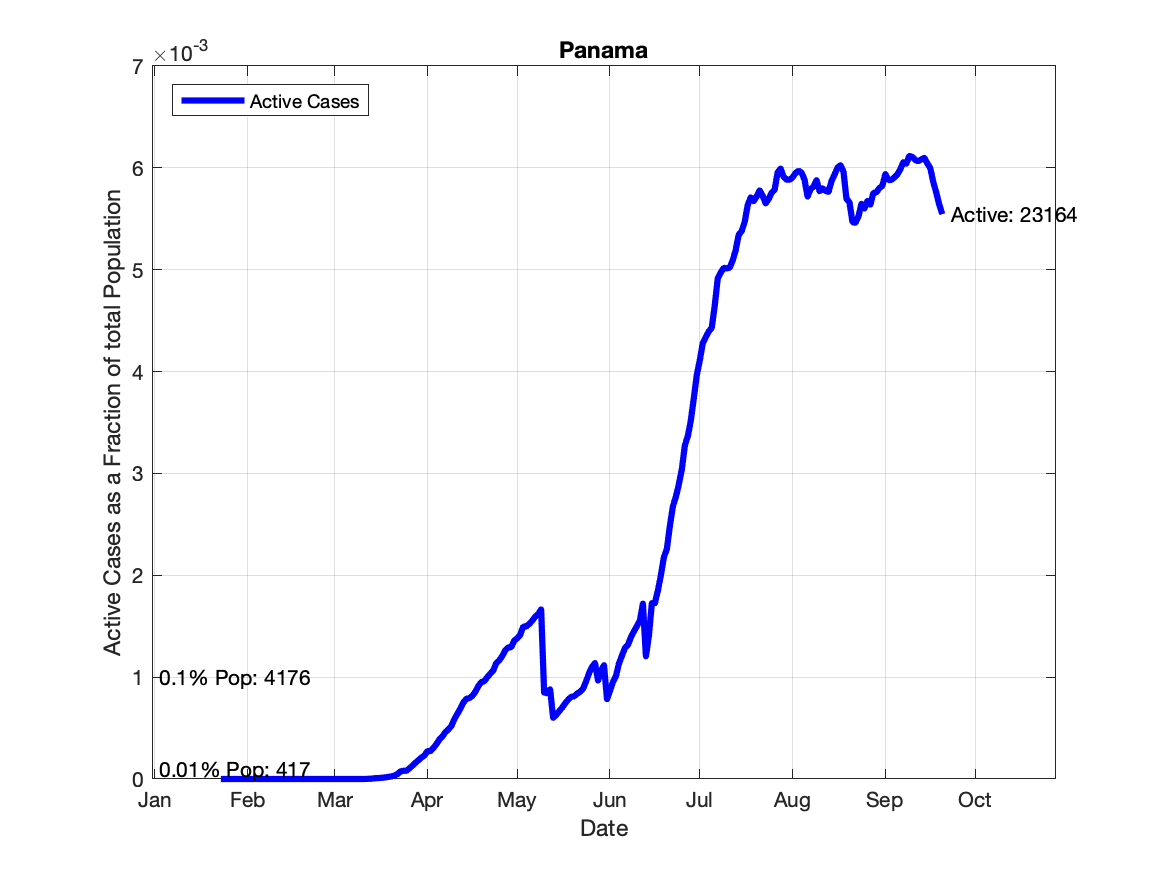 Panama
×10-3
7
6
5
4
3
2
1
0
Active Cases
Active: 23164
0.1% Pop: 4176
0.01% Pop: 417
Active Cases as a Fraction of total Population
Jan Feb Mar Apr May Jun Jul Aug Sep Oct
Date